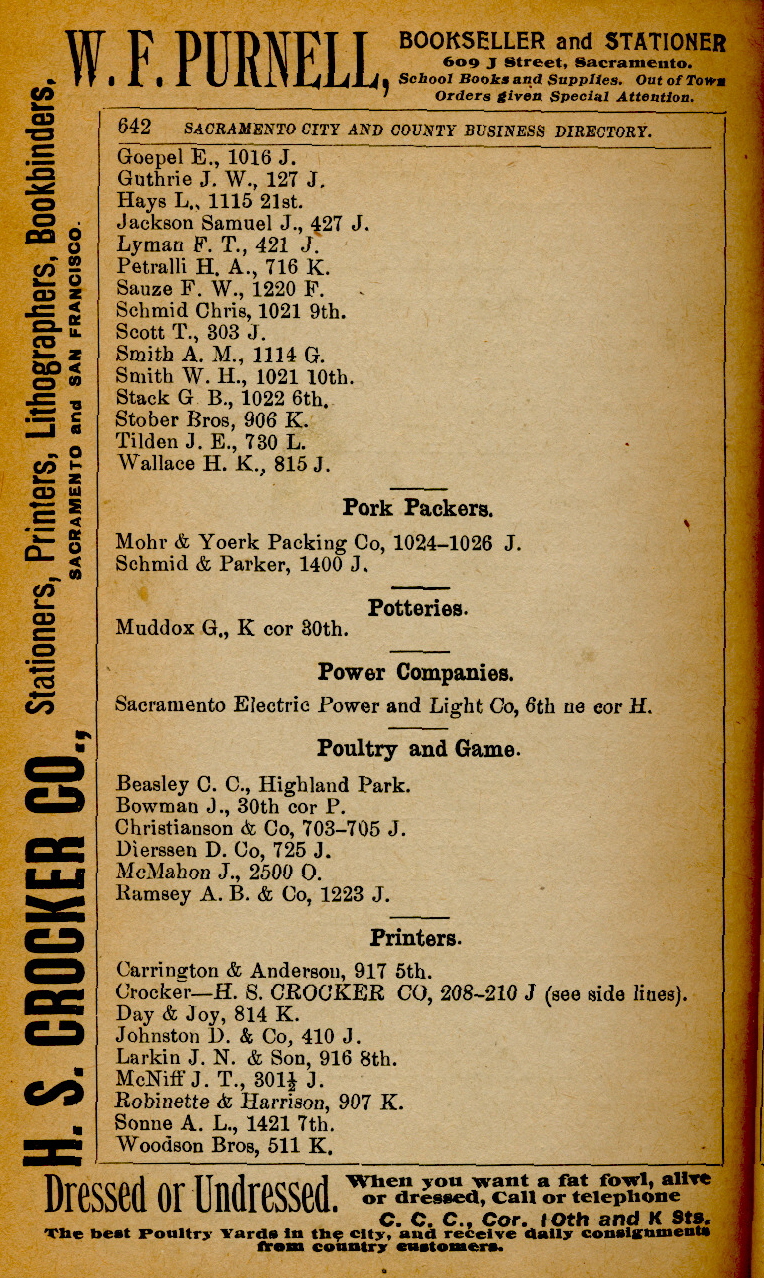 W. F. PURNELL,
BOOKSELLER and STATIONER
609 J Street, Sacramento.
School Books and Supplies. Out of Town
Orders given Special Attention.
642 SACRAMENTO CITY AND COUNTY BUSINESS DIRECTORY.
Goepel E., 1016 J.
Guthrie J. W., 127 J.
Hays L., 1115 21st.
Jackson Samuel J., 427 J.
Lyman F. T., 421 J.
Petralli H. A., 716 K.
Sauze F. W., 1220 F.
Schmid Chris, 1021 9th.
Scott T., 303 J.
Smith A. M., 1114 G.
Smith W. H., 1021 10th.
Stack G B., 1022 6th.
Stober Bros, 906 K.
Tilden J. E., 730 L.
Wallace H. K., 815 J.
Pork Packers.
Mohr & Yoerk Packing Co, 1024–1026 J.
Schmid & Parker, 1400 J.
Potteries.
Muddox G., K cor 30th.
Power Companies.
Sacramento Electric Power and Light Co, 6th ne cor H.
Poultry and Game.
Beasley C. C., Highland Park.
Bowman J., 30th cor P.
Christianson & Co, 703–705 J.
Dierssen D. Co, 725 J.
McMahon J., 2500 O.
Ramsey A. B. & Co, 1223 J.
Printers.
Carrington & Anderson, 917 5th.
Crocker—H. S. CROCKER CO, 208–210 J (see side lines).
Day & Joy, 814 K.
Johnston D. & Co, 410 J.
Larkin J. N. & Son, 916 8th.
McNiff J. T., 301½ J.
Robinette & Harrison, 907 K.
Sonne A. L., 1421 7th.
Woodson Bros, 511 K.
H. S. CROCKER CO., Stationers, Printers, Lithographers, Bookbinders,
SACRAMENTO and SAN FRANCISCO.
Dressed or Undressed.
When you want a fat fowl, alive
or dressed, Call or telephone
C. C. C., Cor. 10th and K Sts.
The best Poultry Yards in the city, and receive daily consignments
from country customers.